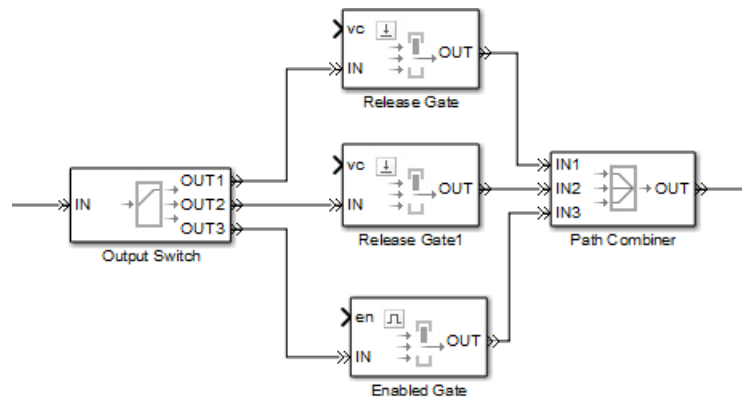 vc
OUT
IN
Release Gate
vc
OUT
IN
Release Gate1
IN
OUT1
OUT2
OUT3
Output Switch
IN1
IN2
IN3
OUT
Path Combiner
en
OUT
IN
Enabled Gate